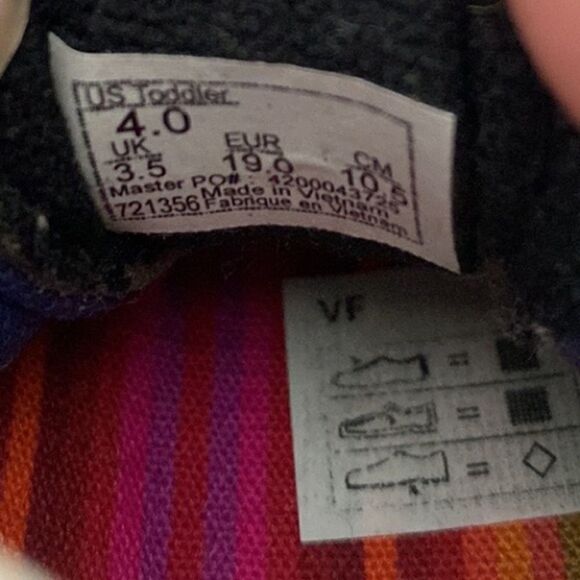 US Toddler
4.0
UK EUR CM
3.5 19.0 10.5
Master PO# 4200043725
Made in Vietnam
721356 Fabrique en Vietnam
VF
= 
= 
=